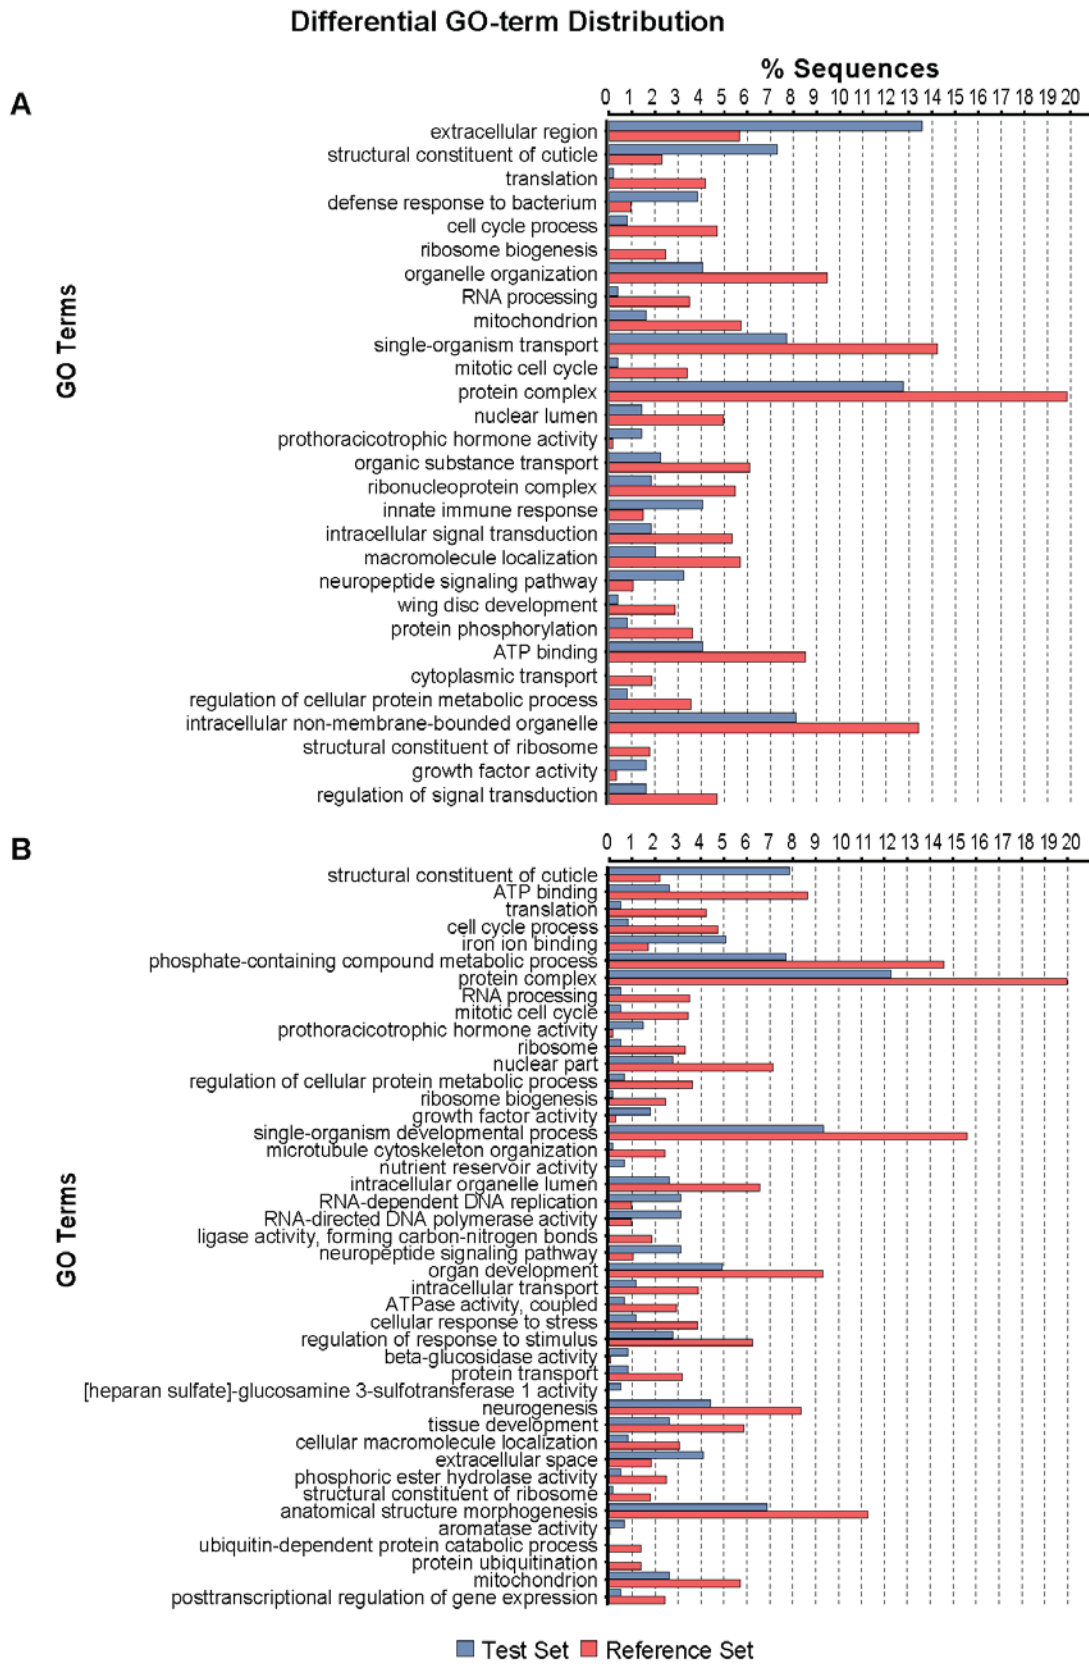 Differential GO-term Distribution
% Sequences
A
0 1 2 3 4 5 6 7 8 9 10 11 12 13 14 15 16 17 18 19 20
GO Terms
extracellular region
structural constituent of cuticle
translation
defense response to bacterium
cell cycle process
ribosome biogenesis
organelle organization
RNA processing
mitochondrion
single-organism transport
mitotic cell cycle
protein complex
nuclear lumen
prothoracicotrophic hormone activity
organic substance transport
ribonucleoprotein complex
innate immune response
intracellular signal transduction
macromolecule localization
neuropeptide signaling pathway
wing disc development
protein phosphorylation
ATP binding
cytoplasmic transport
regulation of cellular protein metabolic process
intracellular non-membrane-bounded organelle
structural constituent of ribosome
growth factor activity
regulation of signal transduction
B
0 1 2 3 4 5 6 7 8 9 10 11 12 13 14 15 16 17 18 19 20
GO Terms
structural constituent of cuticle
ATP binding
translation
cell cycle process
iron ion binding
phosphate-containing compound metabolic process
protein complex
RNA processing
mitotic cell cycle
prothoracicotrophic hormone activity
ribosome
nuclear part
regulation of cellular protein metabolic process
ribosome biogenesis
growth factor activity
single-organism developmental process
microtubule cytoskeleton organization
nutrient reservoir activity
intracellular organelle lumen
RNA-dependent DNA replication
RNA-directed DNA polymerase activity
ligase activity, forming carbon-nitrogen bonds
neuropeptide signaling pathway
organ development
intracellular transport
ATPase activity, coupled
cellular response to stress
regulation of response to stimulus
beta-glucosidase activity
protein transport
[heparan sulfate]-glucosamine 3-sulfotransferase 1 activity
neurogenesis
tissue development
cellular macromolecule localization
extracellular space
phosphoric ester hydrolase activity
structural constituent of ribosome
anatomical structure morphogenesis
aromatase activity
ubiquitin-dependent protein catabolic process
protein ubiquitination
mitochondrion
posttranscriptional regulation of gene expression
Test Set Reference Set